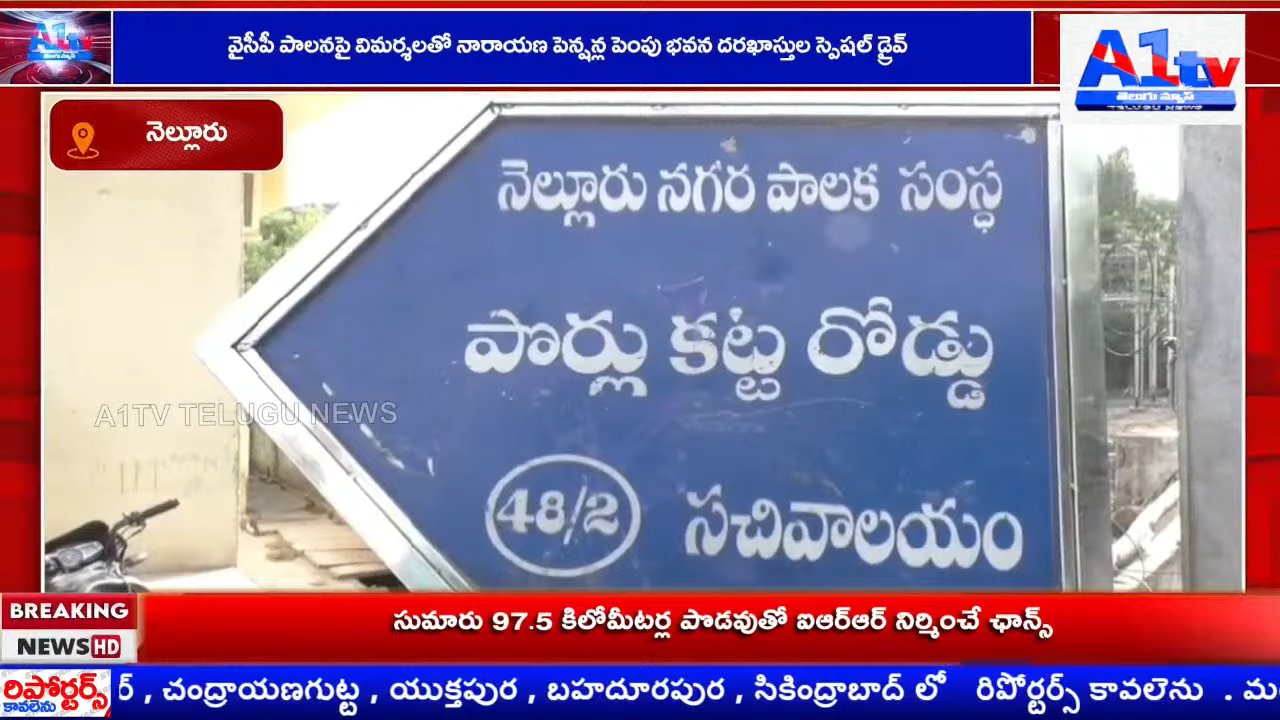 వైసీపీ పాలనపై విమర్శలతో నారాయణ పెన్షన్ల పెంపు భవన దరఖాస్తుల స్పెషల్ డ్రైవ్
A1tv
తెలుగు న్యూస్
నెల్లూరు
నెల్లూరు నగర పాలక సంస్థ
పొర్లు కట్ట రోడ్డు
48/2 సచివాలయం
A1TV TELUGU NEWS
BREAKING
NEWS HD
సుమారు 97.5 కిలోమీటర్ల పొడవుతో ఐఆర్ఆర్ నిర్మించే ఛాన్స్
రిపోర్టర్స్
కావలెను
, చంద్రాయణగుట్ట , యుక్తపుర , బహదూరపుర , సికింద్రాబాద్ లో రిపోర్టర్స్ కావలెను .